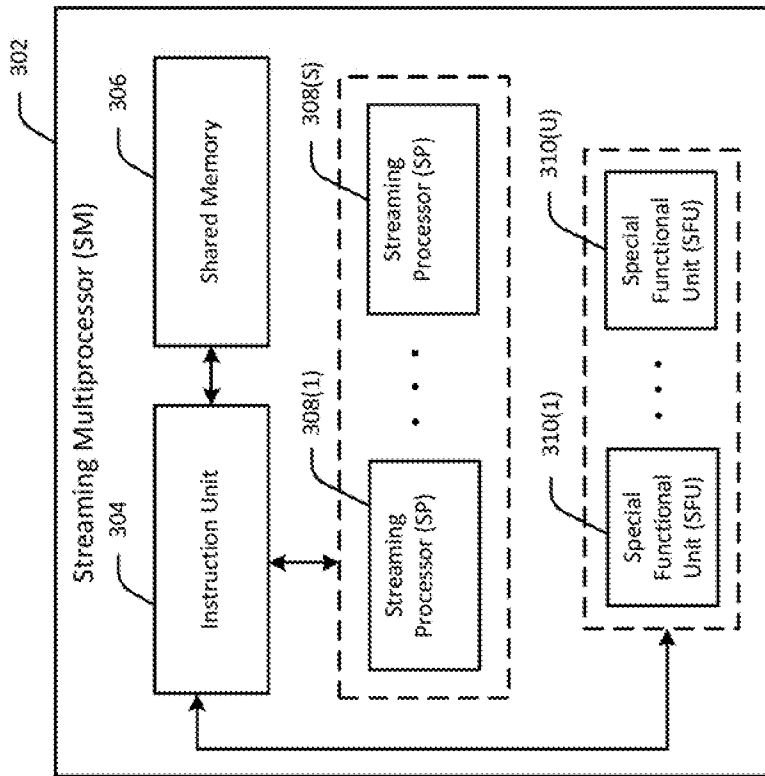 302
Streaming Multiprocessor (SM)
304
306
Instruction Unit
Shared Memory
308(1)
308(S)
Streaming
Processor (SP)
• • •
Streaming
Processor (SP)
310(1)
310(U)
Special
Functional
Unit (SFU)
• • •
Special
Functional
Unit (SFU)